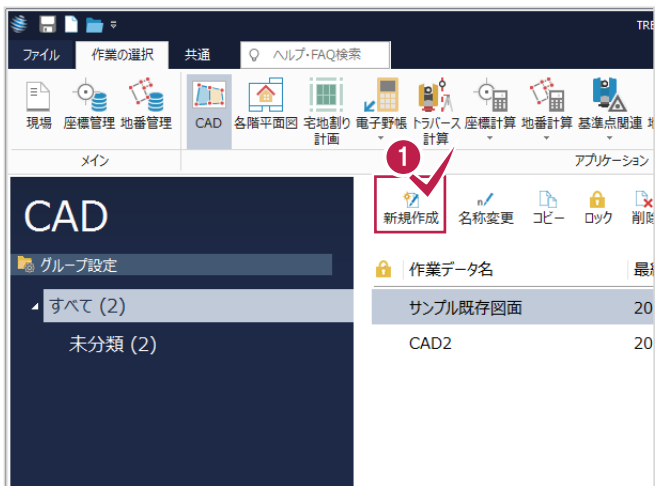 TRE
ファイル 作業の選択 共通 ヘルプ・FAQ検索
現場 座標管理 地番管理 CAD 各階平面図 宅地割り計画 電子野帳 トラバース計算 座標計算 地番計算 基準点関連
メイン アプリケーション
1
CAD
新規作成 名称変更 コピー ロック 削除
グループ設定
作業データ名 最
すべて (2)
サンプル既存図面 20
未分類 (2)
CAD2 20